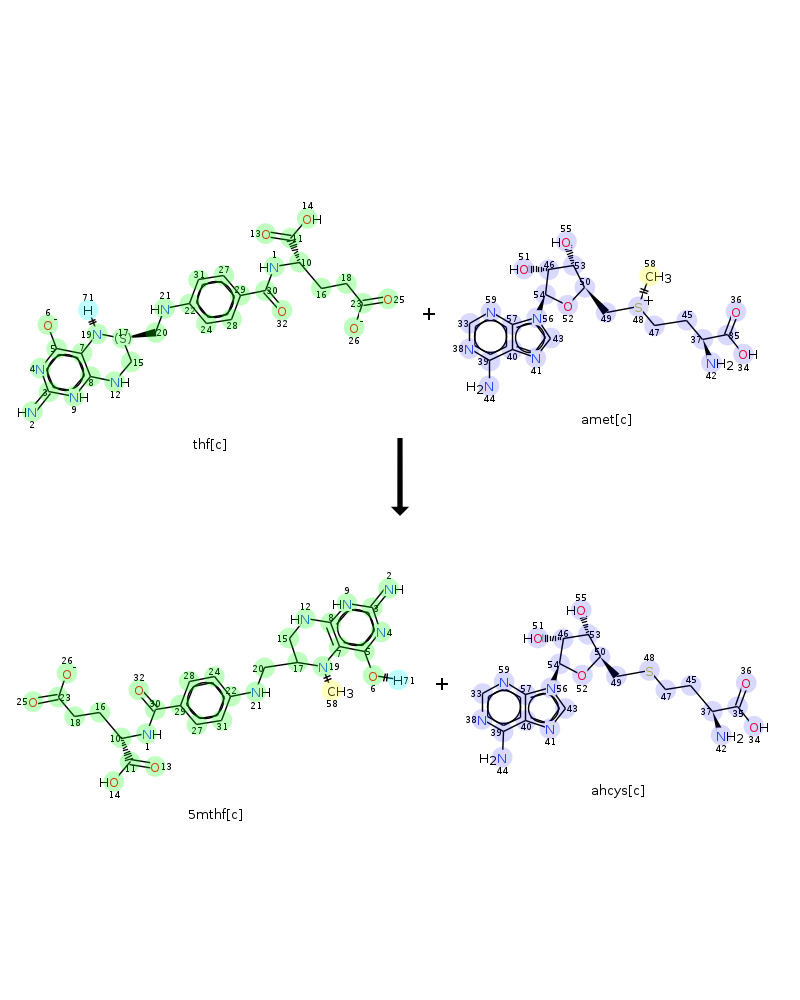 14
OH
13 O 11
1
HN 10
27
31
18
16
23 O 25
O-
26
29 30
O
32
22
24 28
21
HN
20
71
H
6
O-
19 N 17
(S)
5 7
4 N
15
3 8
NH
12
NH
9
HN
2
thf[c]
+
55
HO
51
HO 46 53
58
CH3
50
54 O
52
49
S+
48
45
47
36
O
35
37
OH
34
NH2
42
59
N 57 N 56
33
43
38 N
39 40 N
41
H2N
44
amet[c]
2
NH
9
HN 3
12
HN 8
N 4
15
7 5
17 N 19
O
6
H 71
CH3
58
20
NH
21
22
24
28
29
27 31
32
O
30
NH
1
26
O-
25 O 23
16
18
10
11 O 13
HO
14
5mthf[c]
+
55
HO
51
HO 46 53
50
54 O
52
49
48
S
45
47
36
O
35
37
OH
34
NH2
42
59
N 57 N 56
33
43
38 N
39 40 N
41
H2N
44
ahcys[c]